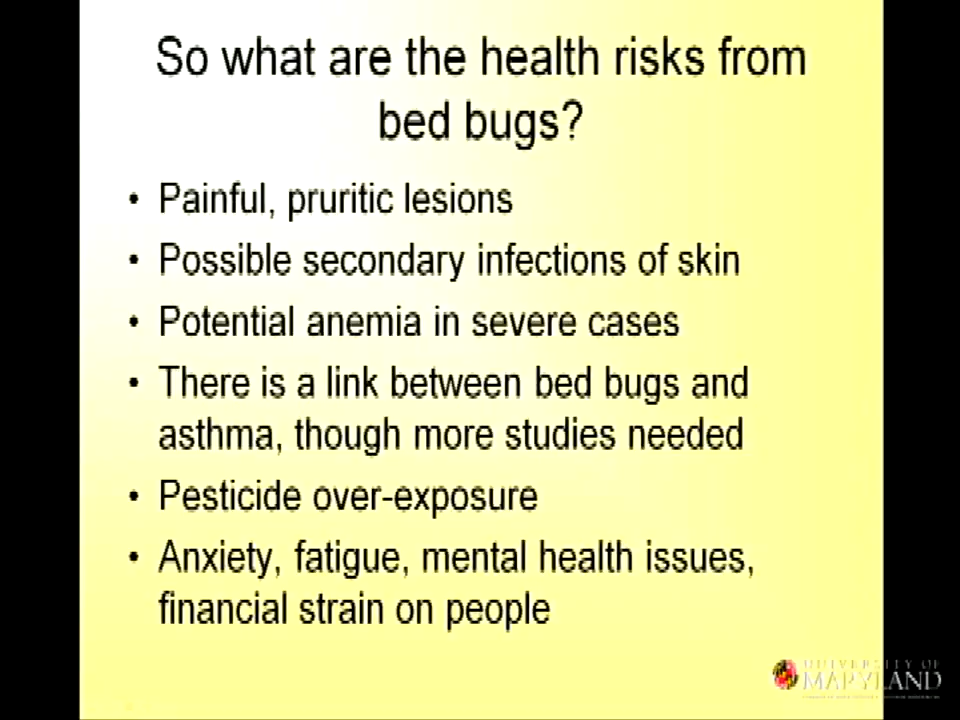 So what are the health risks from
bed bugs?
• Painful, pruritic lesions
• Possible secondary infections of skin
• Potential anemia in severe cases
• There is a link between bed bugs and
asthma, though more studies needed
• Pesticide over-exposure
• Anxiety, fatigue, mental health issues,
financial strain on people
UNIVERSITY OF
MARYLAND